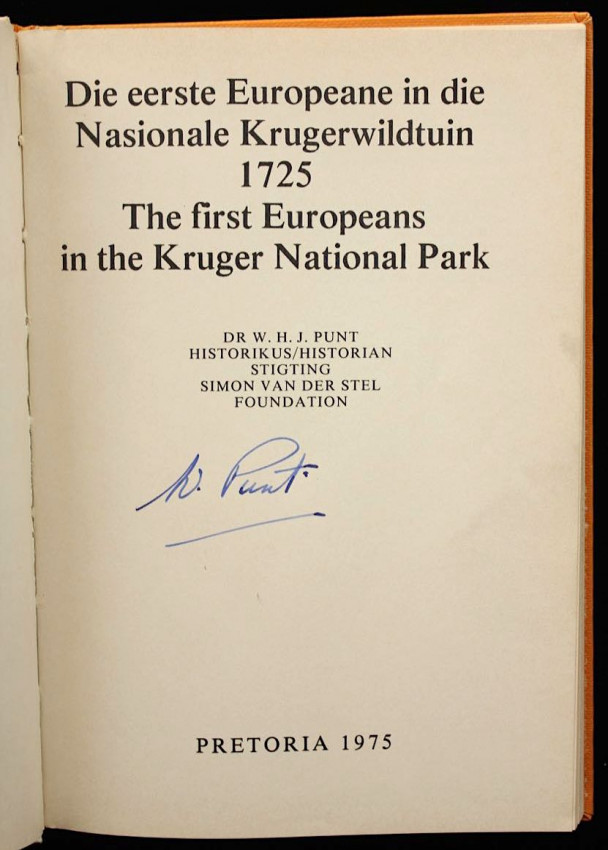 Die eerste Europeane in die
Nasionale Krugerwildtuin
1725
The first Europeans
in the Kruger National Park
DR W. H. J. PUNT
HISTORIKUS/HISTORIAN
STIGTING
SIMON VAN DER STEL
FOUNDATION
W. Punt
PRETORIA 1975